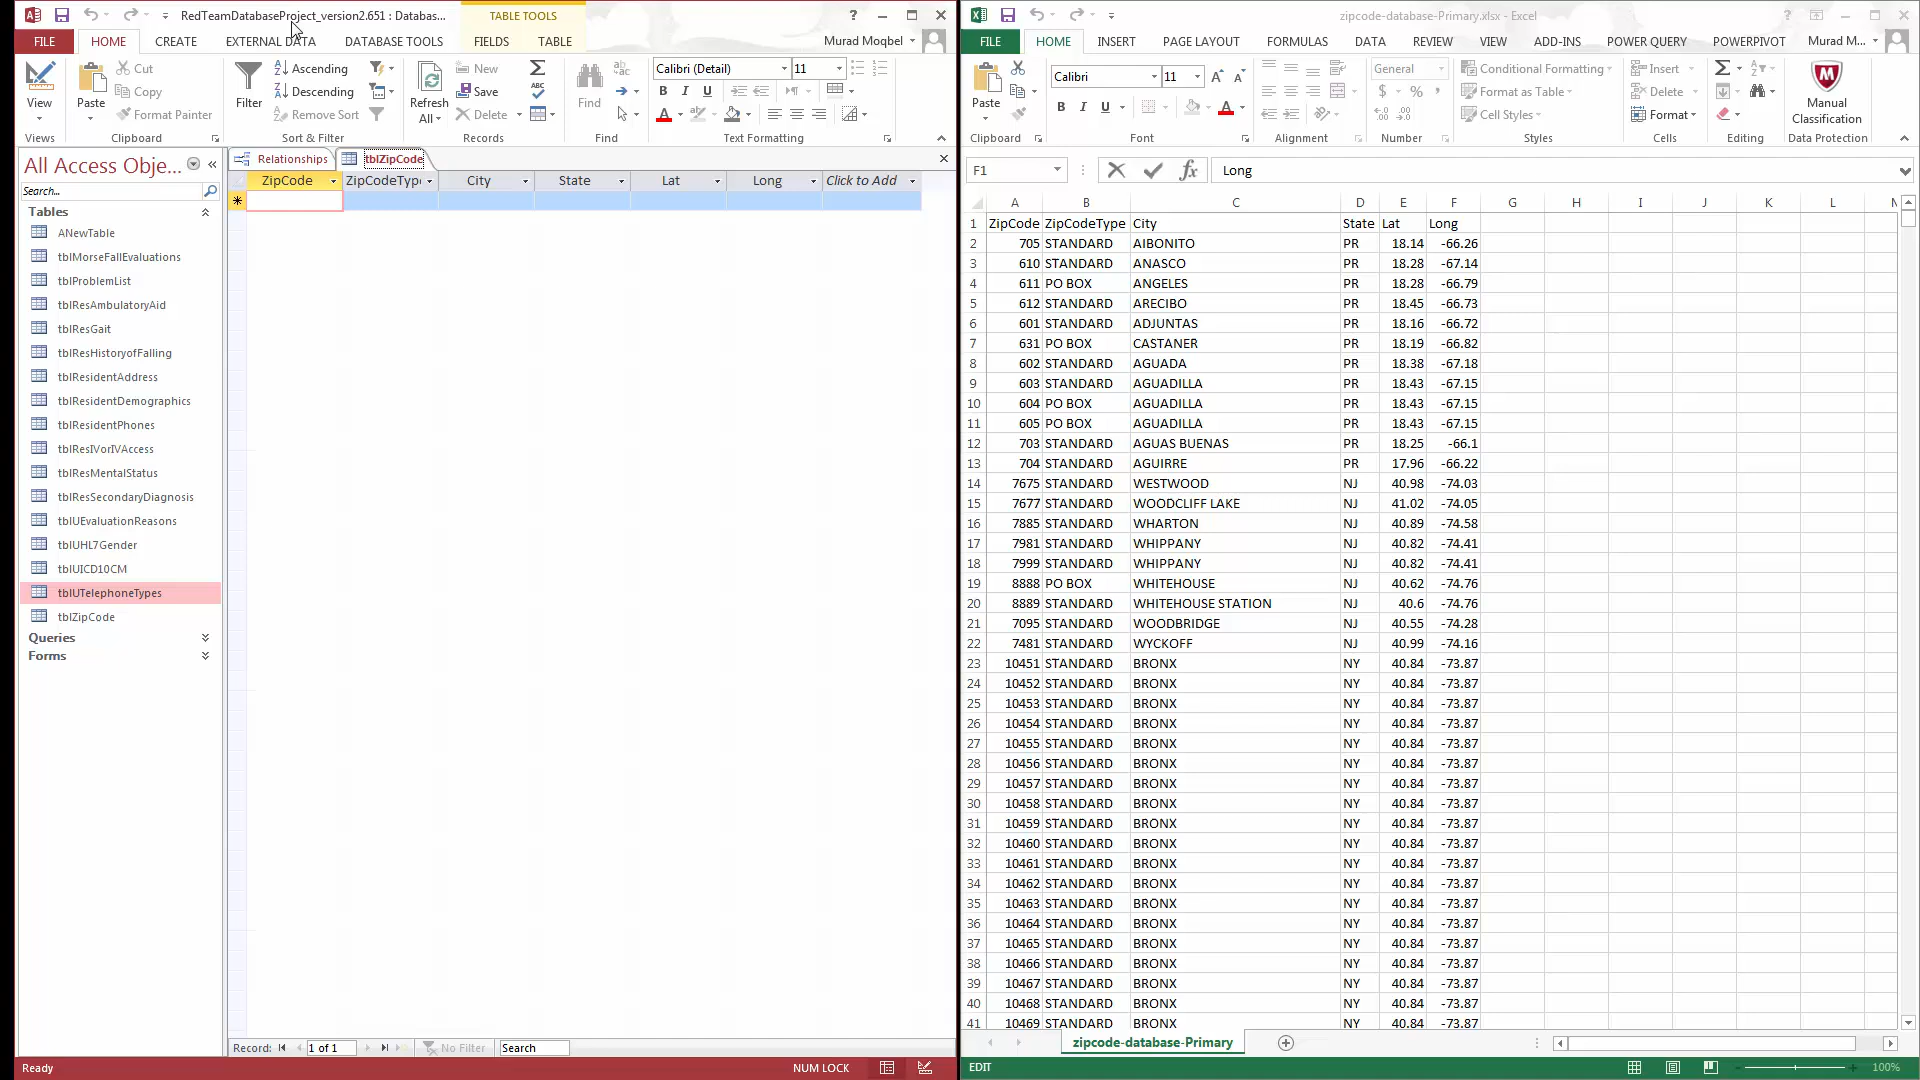 RedTeamDatabaseProject_version2.651 : Databas...
TABLE TOOLS
FILE HOME CREATE EXTERNAL DATA DATABASE TOOLS FIELDS TABLE
Murad Moqbel
View
Views
Paste
Cut
Copy
Format Painter
Clipboard
Filter
Ascending
Descending
Remove Sort
Sort & Filter
Refresh
All
New
Save
Delete
Records
Find
Find
Calibri (Detail) 11
B I U
A
Text Formatting
All Access Obje...
Search...
Tables
ANewTable
tblMorseFallEvaluations
tblProblemList
tblResAmbulatoryAid
tblResGait
tblResHistoryofFalling
tblResidentAddress
tblResidentDemographics
tblResidentPhones
tblResIVorIVAccess
tblResMentalStatus
tblResSecondaryDiagnosis
tblUEvaluationReasons
tblUHL7Gender
tblUICD10CM
tblUTelephoneTypes
tblZipCode
Queries
Forms
Relationships tblZipCode
ZipCode ZipCodeTyp City State Lat Long Click to Add
Record: 1 of 1 No Filter Search
Ready NUM LOCK
zipcode-database-Primary.xlsx - Excel
FILE HOME INSERT PAGE LAYOUT FORMULAS DATA REVIEW VIEW ADD-INS POWER QUERY POWERPIVOT Murad M...
Paste
Clipboard
Calibri 11
B I U
Font
Alignment
General
$ % ,
Number
Conditional Formatting
Format as Table
Cell Styles
Styles
Insert
Delete
Format
Cells
Editing
Manual
Classification
Data Protection
F1 fx Long
A B C D E F G H I J K L M
1 ZipCode ZipCodeType City State Lat Long
2 705 STANDARD AIBONITO PR 18.14 -66.26
3 610 STANDARD ANASCO PR 18.28 -67.14
4 611 PO BOX ANGELES PR 18.28 -66.79
5 612 STANDARD ARECIBO PR 18.45 -66.73
6 601 STANDARD ADJUNTAS PR 18.16 -66.72
7 631 PO BOX CASTANER PR 18.19 -66.82
8 602 STANDARD AGUADA PR 18.38 -67.18
9 603 STANDARD AGUADILLA PR 18.43 -67.15
10 604 PO BOX AGUADILLA PR 18.43 -67.15
11 605 PO BOX AGUADILLA PR 18.43 -67.15
12 703 STANDARD AGUAS BUENAS PR 18.25 -66.1
13 704 STANDARD AGUIRRE PR 17.96 -66.22
14 7675 STANDARD WESTWOOD NJ 40.98 -74.03
15 7677 STANDARD WOODCLIFF LAKE NJ 41.02 -74.05
16 7885 STANDARD WHARTON NJ 40.89 -74.58
17 7981 STANDARD WHIPPANY NJ 40.82 -74.41
18 7999 STANDARD WHIPPANY NJ 40.82 -74.41
19 8888 PO BOX WHITEHOUSE NJ 40.62 -74.76
20 8889 STANDARD WHITEHOUSE STATION NJ 40.6 -74.76
21 7095 STANDARD WOODBRIDGE NJ 40.55 -74.28
22 7481 STANDARD WYCKOFF NJ 40.99 -74.16
23 10451 STANDARD BRONX NY 40.84 -73.87
24 10452 STANDARD BRONX NY 40.84 -73.87
25 10453 STANDARD BRONX NY 40.84 -73.87
26 10454 STANDARD BRONX NY 40.84 -73.87
27 10455 STANDARD BRONX NY 40.84 -73.87
28 10456 STANDARD BRONX NY 40.84 -73.87
29 10457 STANDARD BRONX NY 40.84 -73.87
30 10458 STANDARD BRONX NY 40.84 -73.87
31 10459 STANDARD BRONX NY 40.84 -73.87
32 10460 STANDARD BRONX NY 40.84 -73.87
33 10461 STANDARD BRONX NY 40.84 -73.87
34 10462 STANDARD BRONX NY 40.84 -73.87
35 10463 STANDARD BRONX NY 40.84 -73.87
36 10464 STANDARD BRONX NY 40.84 -73.87
37 10465 STANDARD BRONX NY 40.84 -73.87
38 10466 STANDARD BRONX NY 40.84 -73.87
39 10467 STANDARD BRONX NY 40.84 -73.87
40 10468 STANDARD BRONX NY 40.84 -73.87
41 10469 STANDARD BRONX NY 40.84 -73.87
zipcode-database-Primary
EDIT 100%